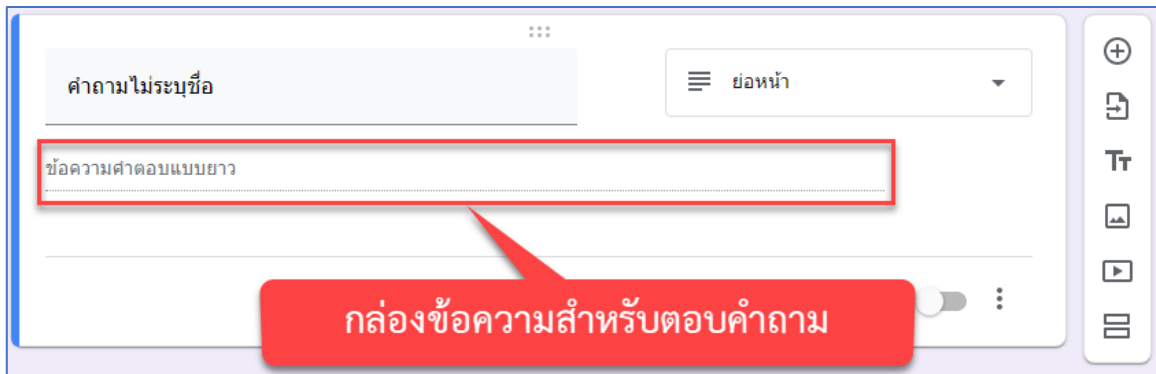 คำถามไม่ระบุชื่อ
ย่อหน้า
ข้อความคำตอบแบบยาว
กล่องข้อความสำหรับตอบคำถาม
Tт